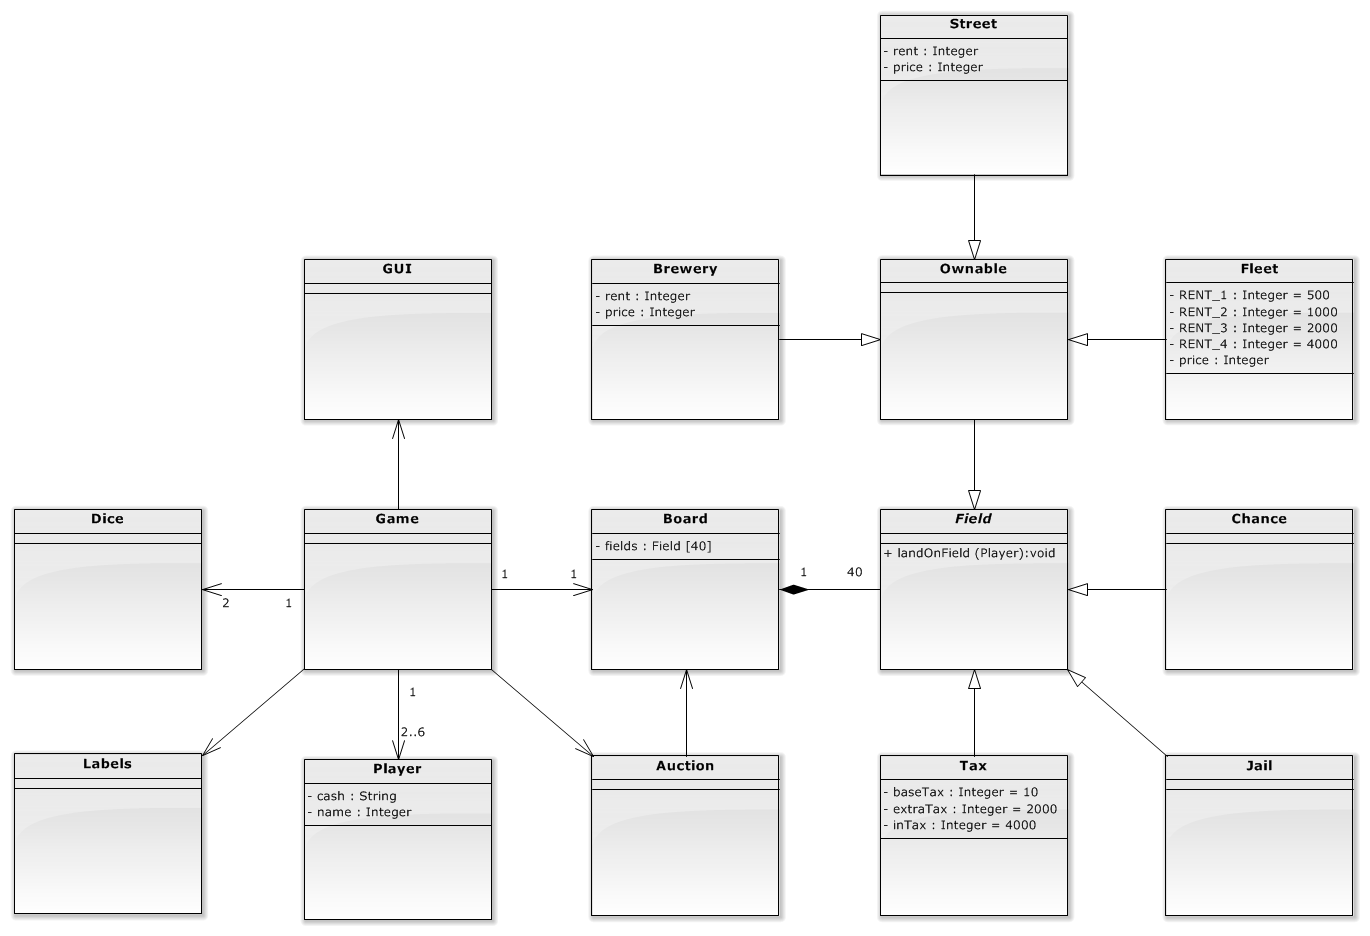 Street
- rent : Integer
- price : Integer
GUI
Brewery
- rent : Integer
- price : Integer
Ownable
Fleet
- RENT_1 : Integer = 500
- RENT_2 : Integer = 1000
- RENT_3 : Integer = 2000
- RENT_4 : Integer = 4000
- price : Integer
Dice
Game
Board
- fields : Field [40]
Field
+ landOnField (Player):void
Chance
2
1
1
1
1
40
1
2..6
Labels
Player
- cash : String
- name : Integer
Auction
Tax
- baseTax : Integer = 10
- extraTax : Integer = 2000
- inTax : Integer = 4000
Jail